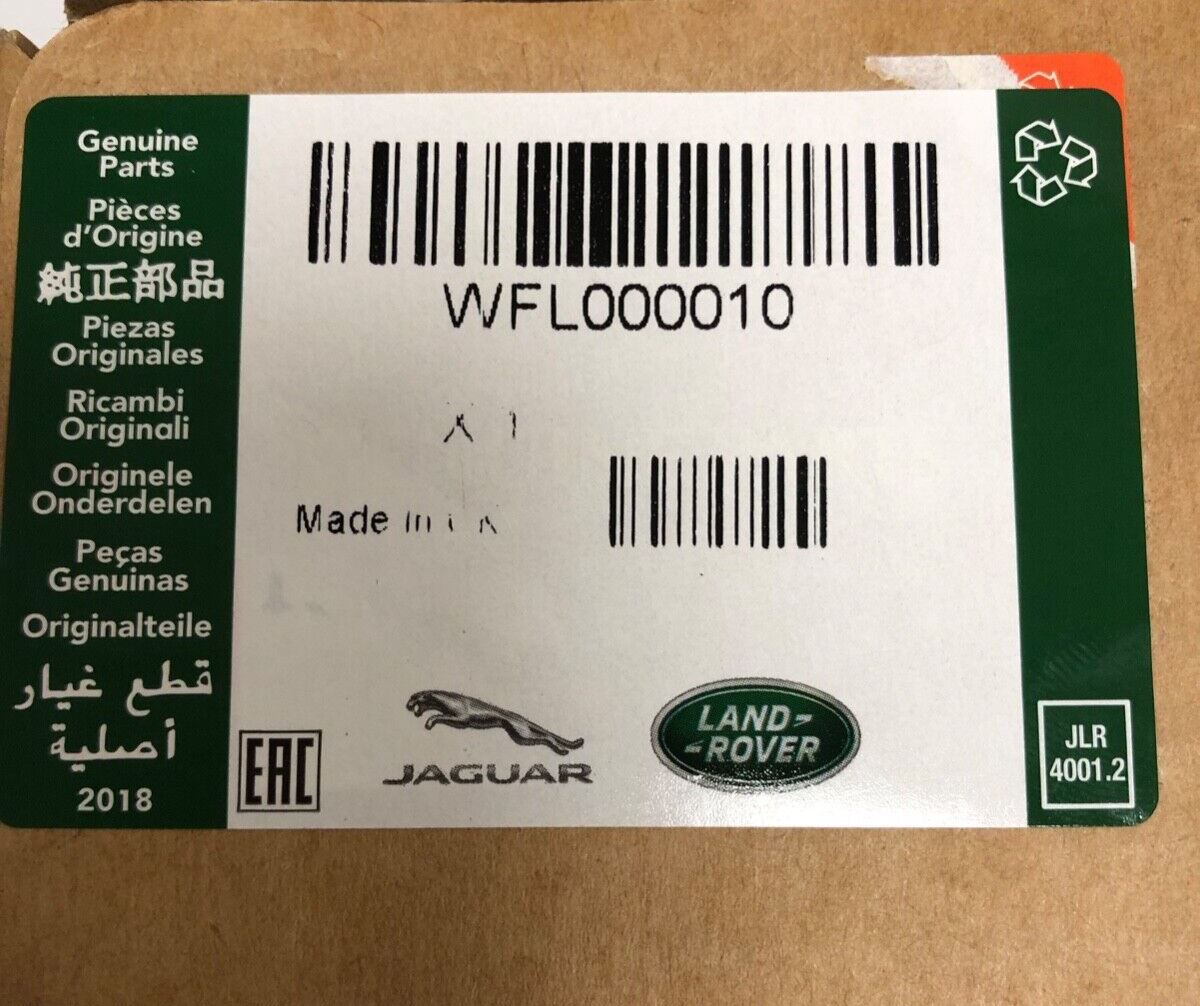 Genuine
Parts
Pièces
d'Origine
純正部品
Piezas
Originales
Ricambi
Originali
Originele
Onderdelen
Peças
Genuinas
Originalteile
قطع غيار
أصلية
2018
WFL000010
Made in
EAC
JAGUAR
LAND-
-ROVER
JLR
4001.2